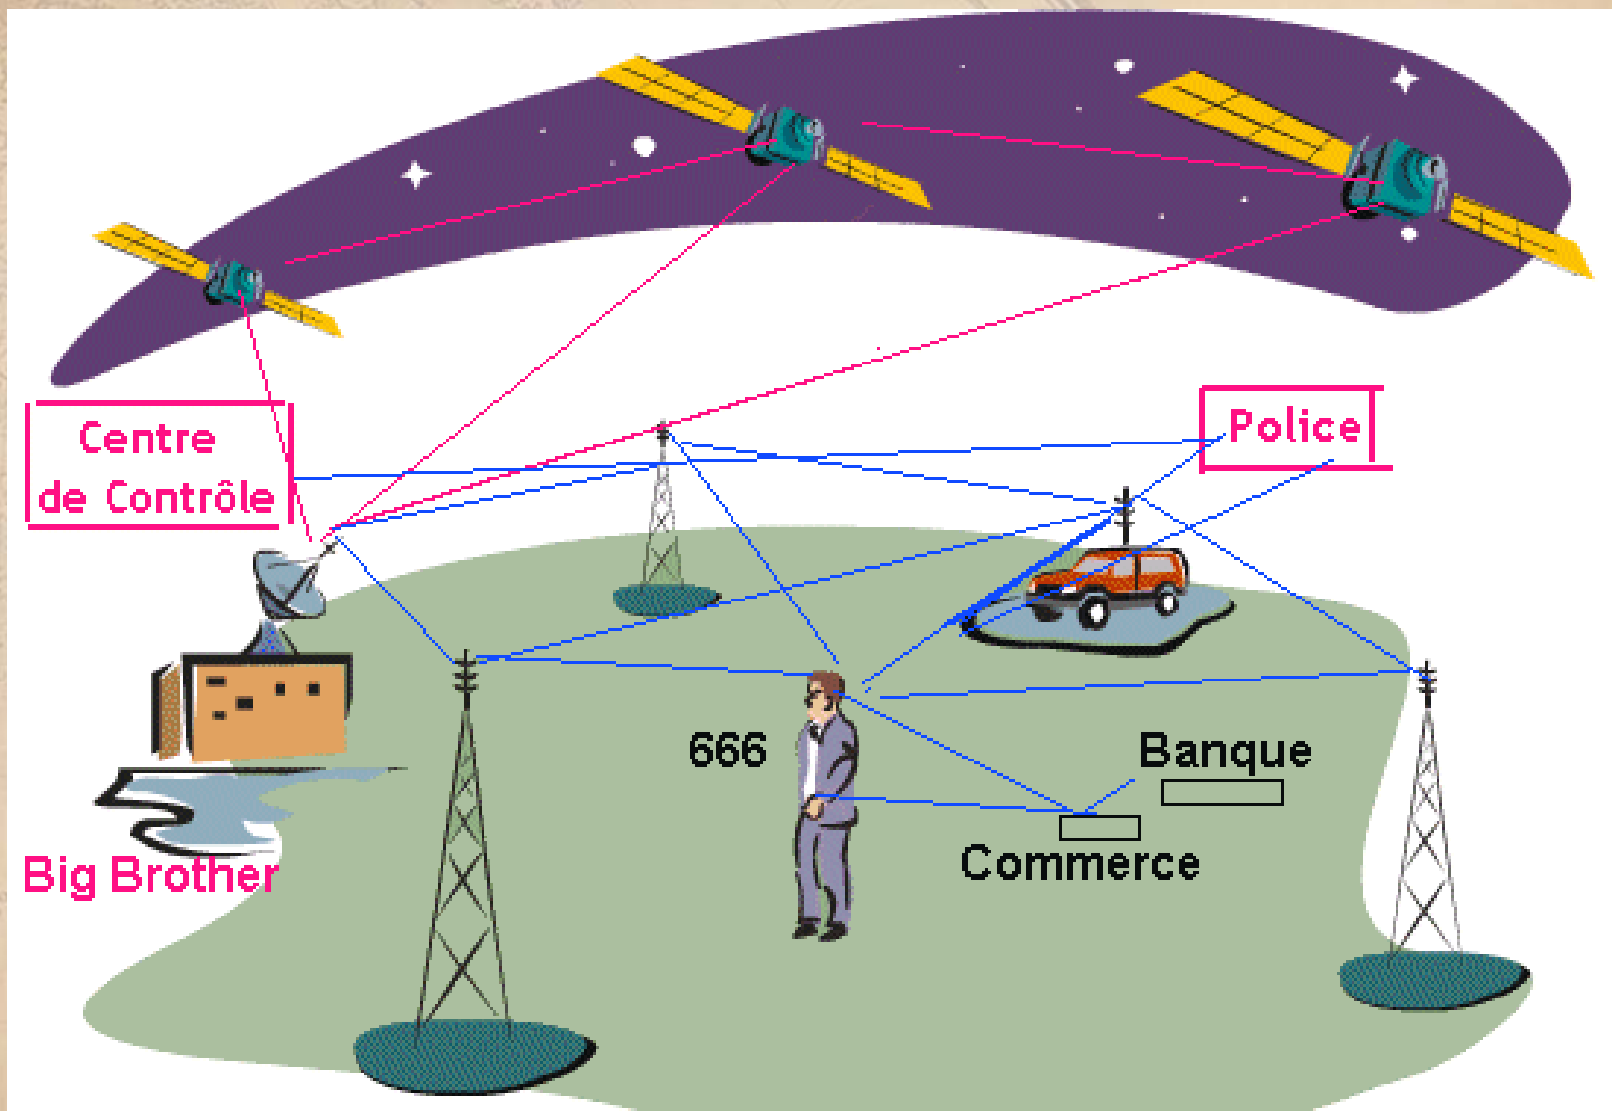 Centre
de Contrôle
Police
666
Banque
Commerce
Big Brother